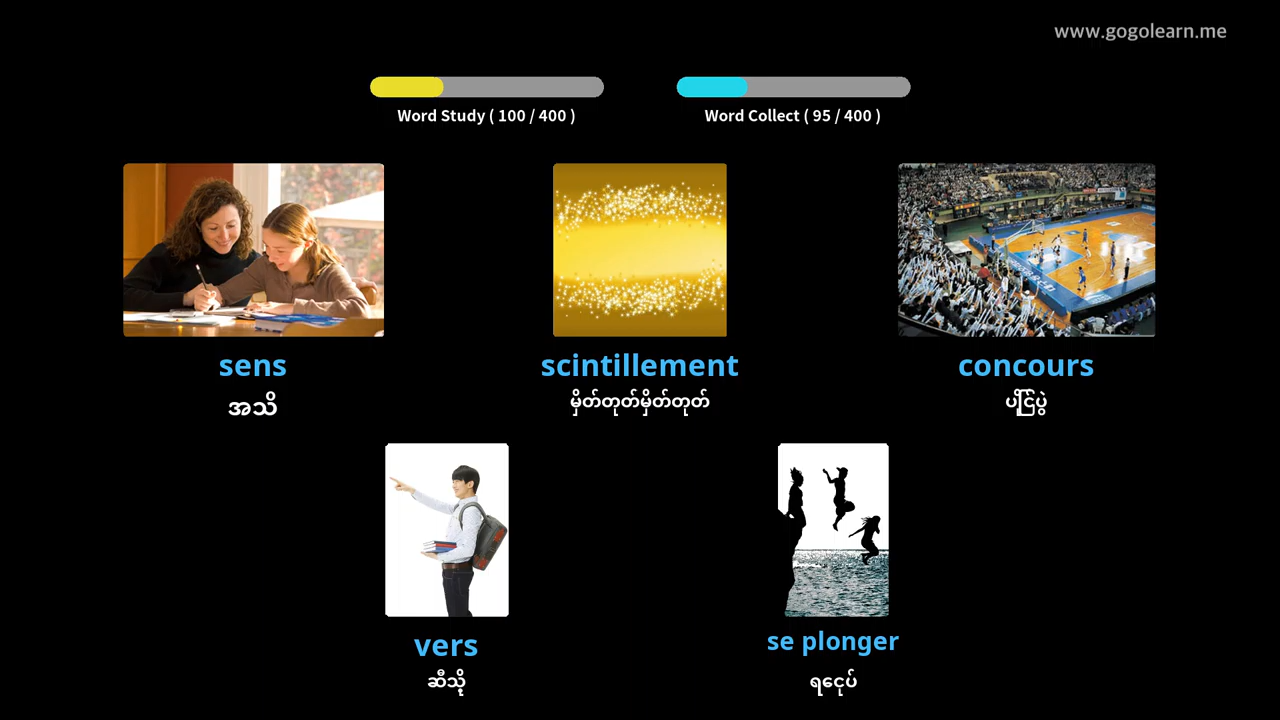 www.gogolearn.me
Word Study ( 100 / 400 )
Word Collect ( 95 / 400 )
sens
အသိ
scintillement
မှိတ်တုတ်မှိတ်တုတ်
concours
ပြိုင်ပွဲ
vers
ဆီသို့
se plonger
ရငုေပ်